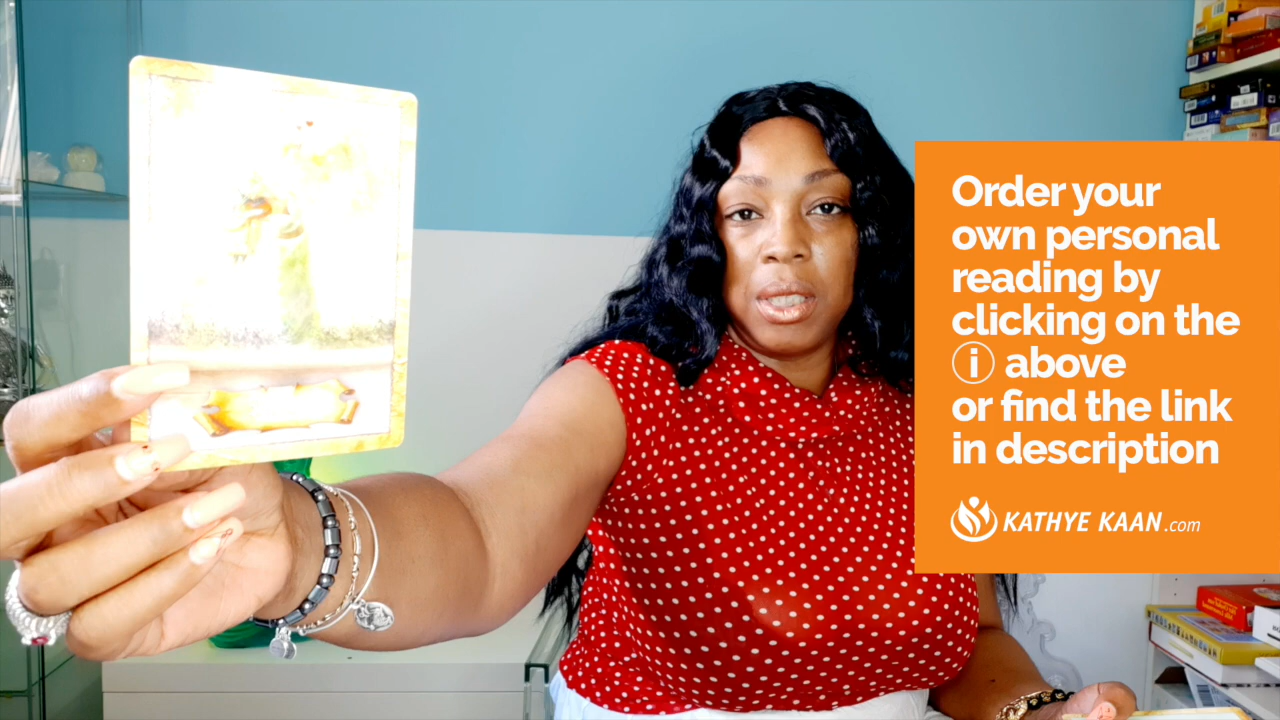 Order your
own personal
reading by
clicking on the
i above
or find the link
in description
KATHYE KAAN.com